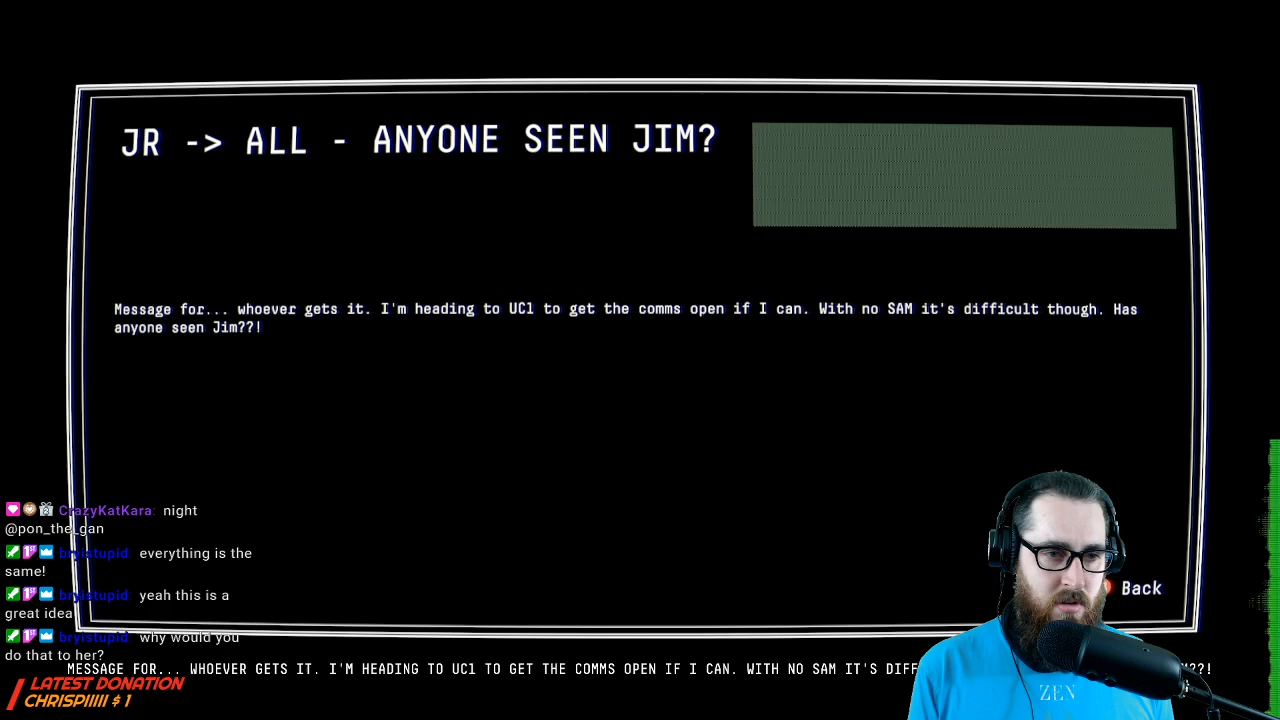 JR -> ALL - ANYONE SEEN JIM?
Message for... whoever gets it. I'm heading to UC1 to get the comms open if I can. With no SAM it's difficult though. Has
anyone seen Jim??!
Back
CrazyKatKara: night
@pon_the_gan
bryistupid: everything is the
same!
bryistupid: yeah this is a
great idea
bryistupid: why would you
do that to her?
MESSAGE FOR... WHOEVER GETS IT. I'M HEADING TO UC1 TO GET THE COMMS OPEN IF I CAN. WITH NO SAM IT'S DIFF ??!
LATEST DONATION
CHRISPIIIII $1
ZEN